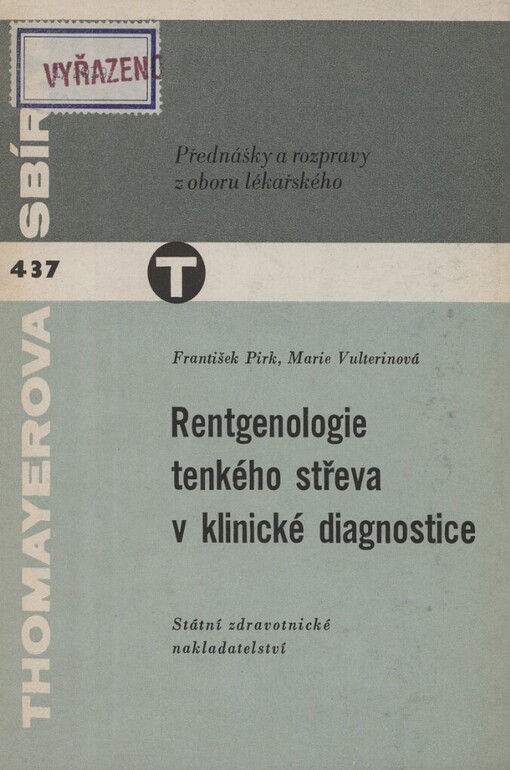 VYŘAZENO
THOMAYEROVA SBÍR
Přednášky a rozpravy
z oboru lékařského
437
T
František Pirk, Marie Vulterinová
Rentgenologie
tenkého střeva
v klinické diagnostice
Státní zdravotnické
nakladatelství